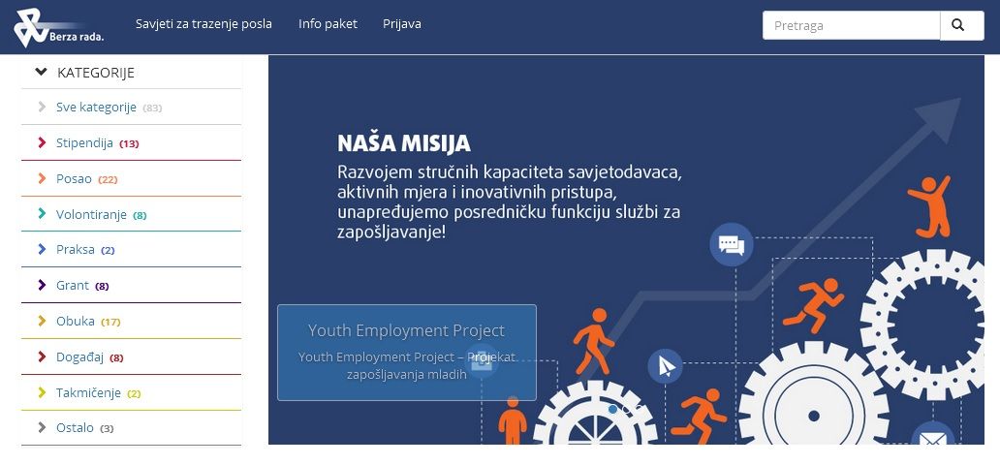 Berza rada.
Savjeti za trazenje posla
Info paket
Prijava
Pretraga
KATEGORIJE
Sve kategorije (83)
Stipendija (13)
Posao (22)
Volontiranje (8)
Praksa (2)
Grant (8)
Obuka (17)
Događaj (8)
Takmičenje (2)
Ostalo (3)
NAŠA MISIJA
Razvojem stručnih kapaciteta savjetodavaca,
aktivnih mjera i inovativnih pristupa,
unapređujemo posredničku funkciju službi za
zapošljavanje!
Youth Employment Project
Youth Employment Project – Projekat
zapošljavanja mladih